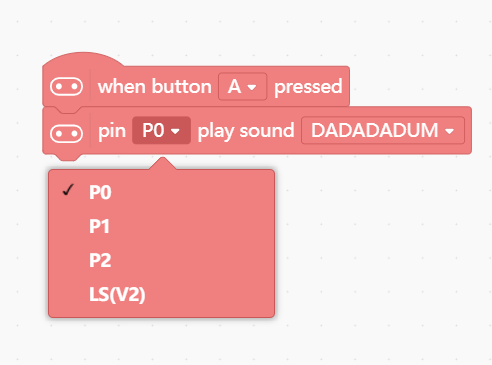 when button A pressed
pin P0 play sound DADADADUM
✓ P0
P1
P2
LS(V2)